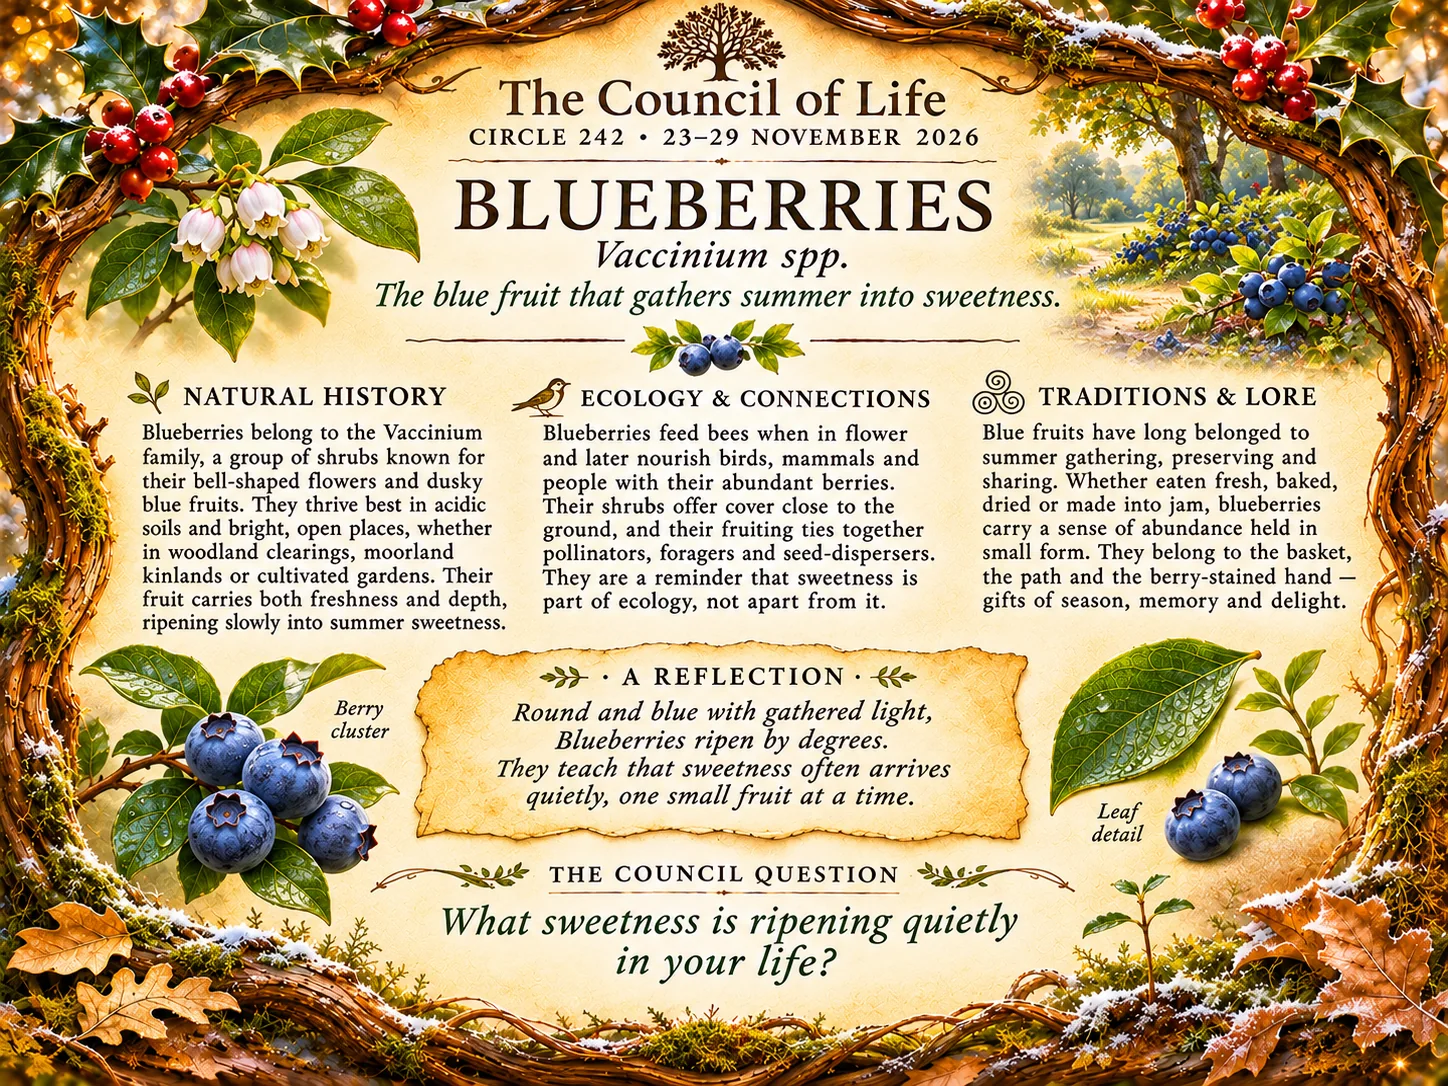 The Council of Life
CIRCLE 242 • 23–29 NOVEMBER 2026
BLUEBERRIES
Vaccinium spp.
The blue fruit that gathers summer into sweetness.
NATURAL HISTORY
Blueberries belong to the Vaccinium
family, a group of shrubs known for
their bell-shaped flowers and dusky
blue fruits. They thrive best in acidic
soils and bright, open places, whether
in woodland clearings, moorland
kinlands or cultivated gardens. Their
fruit carries both freshness and depth,
ripening slowly into summer sweetness.
ECOLOGY & CONNECTIONS
Blueberries feed bees when in flower
and later nourish birds, mammals and
people with their abundant berries.
Their shrubs offer cover close to the
ground, and their fruiting ties together
pollinators, foragers and seed-dispersers.
They are a reminder that sweetness is
part of ecology, not apart from it.
TRADITIONS & LORE
Blue fruits have long belonged to
summer gathering, preserving and
sharing. Whether eaten fresh, baked,
dried or made into jam, blueberries
carry a sense of abundance held in
small form. They belong to the basket,
the path and the berry-stained hand —
gifts of season, memory and delight.
Berry
cluster
· A REFLECTION ·
Round and blue with gathered light,
Blueberries ripen by degrees.
They teach that sweetness often arrives
quietly, one small fruit at a time.
Leaf
detail
THE COUNCIL QUESTION
What sweetness is ripening quietly
in your life?